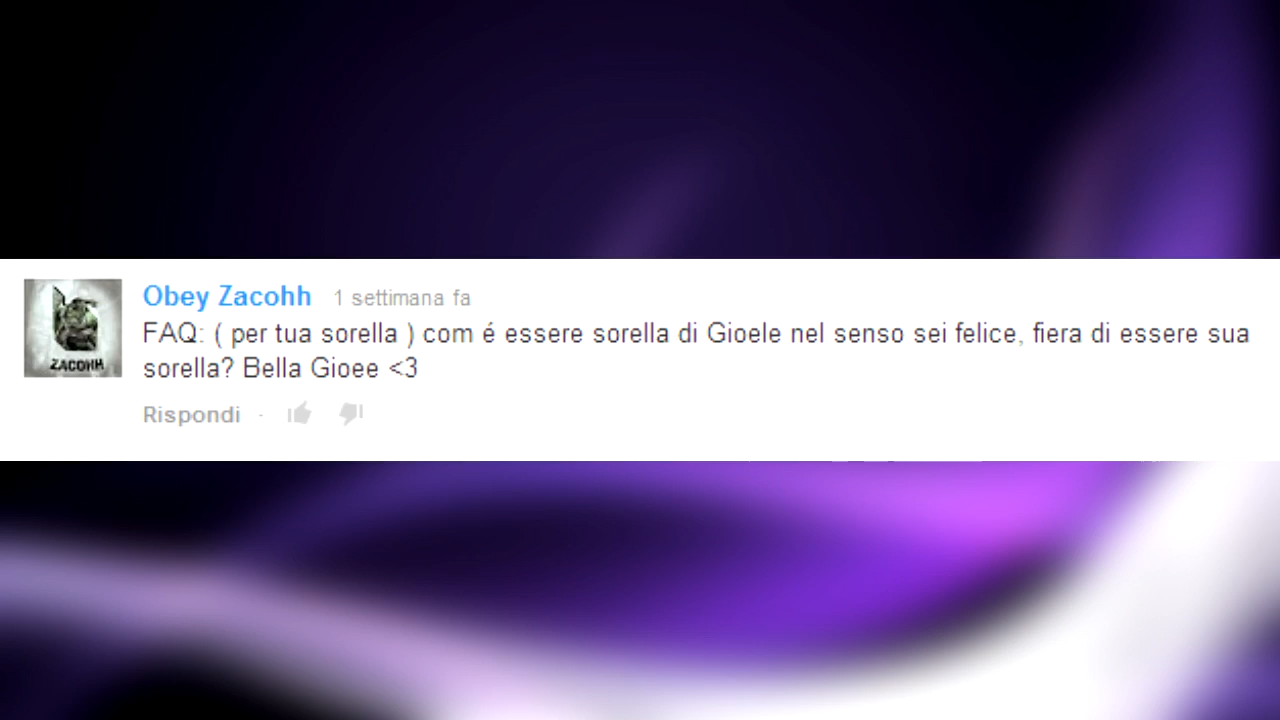 Obey Zacohh 1 settimana fa
FAQ: ( per tua sorella ) com é essere sorella di Gioele nel senso sei felice, fiera di essere sua
sorella? Bella Gioee <3
Rispondi ·
ZACOHH